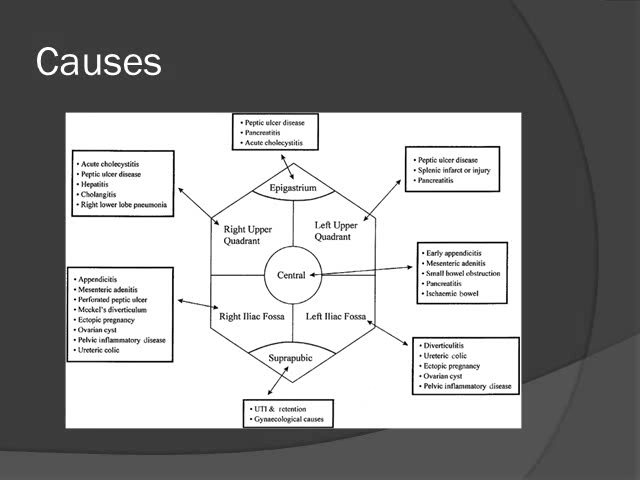 Causes
• Peptic ulcer disease
• Pancreatitis
• Acute cholecystitis
• Acute cholecystitis
• Peptic ulcer disease
• Hepatitis
• Cholangitis
• Right lower lobe pneumonia
• Peptic ulcer disease
• Splenic infarct or injury
• Pancreatitis
Epigastrium
Right Upper
Quadrant
Left Upper
Quadrant
Central
• Early appendicitis
• Mesenteric adenitis
• Small bowel obstruction
• Pancreatitis
• Ischaemic bowel
• Appendicitis
• Mesenteric adenitis
• Perforated peptic ulcer
• Meckel's diverticulum
• Ectopic pregnancy
• Ovarian cyst
• Pelvic inflammatory disease
• Ureteric colic
Right Iliac Fossa
Left Iliac Fossa
Suprapubic
• Diverticulitis
• Ureteric colic
• Ectopic pregnancy
• Ovarian cyst
• Pelvic inflammatory disease
• UTI & retention
• Gynaecological causes